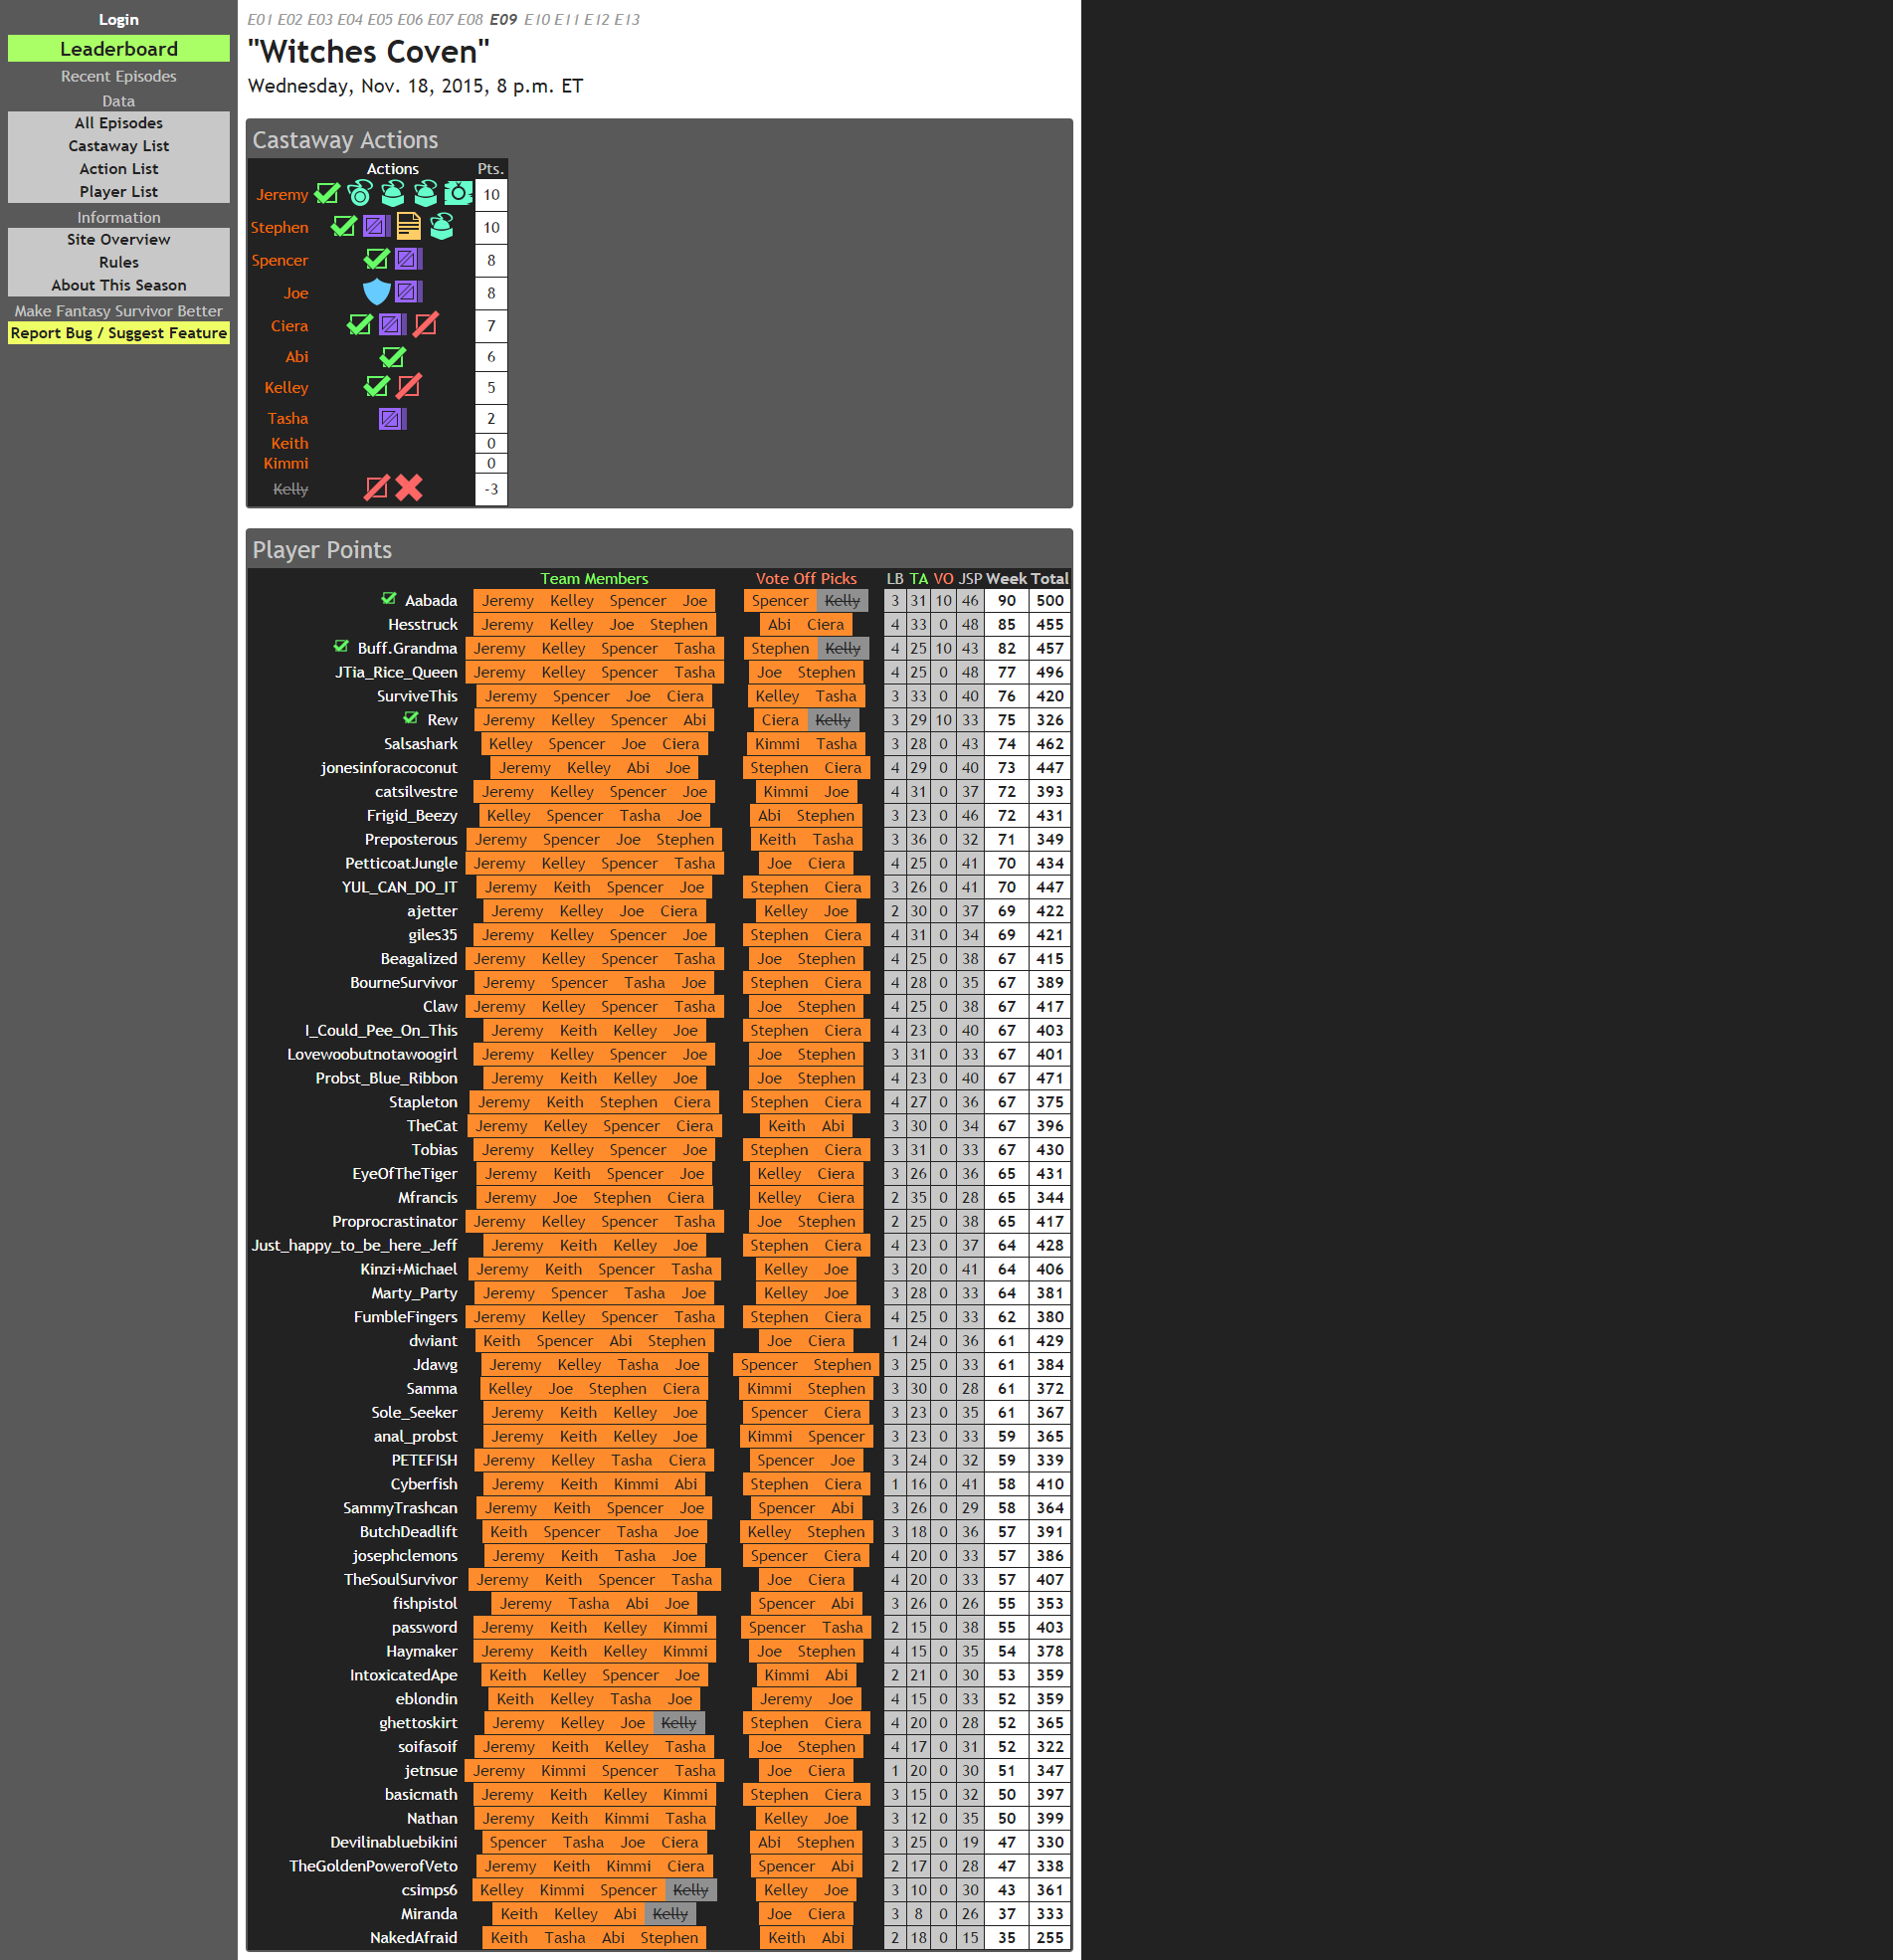 Login
Leaderboard
Recent Episodes
Data
All Episodes
Castaway List
Action List
Player List
Information
Site Overview
Rules
About This Season
Make Fantasy Survivor Better
Report Bug / Suggest Feature
E01 E02 E03 E04 E05 E06 E07 E08 E09 E10 E11 E12 E13
"Witches Coven"
Wednesday, Nov. 18, 2015, 8 p.m. ET
Castaway Actions
Actions Pts.
Jeremy 10
Stephen 10
Spencer 8
Joe 8
Ciera 7
Abi 6
Kelley 5
Tasha 2
Keith 0
Kimmi 0
Kelly -3
Player Points
Team Members Vote Off Picks LB TA VO JSP Week Total
Aabada Jeremy Kelley Spencer Joe Spencer Kelly 3 31 10 46 90 500
Hesstruck Jeremy Kelley Joe Stephen Abi Ciera 4 33 0 48 85 455
Buff.Grandma Jeremy Kelley Spencer Tasha Stephen Kelly 4 25 10 43 82 457
JTia_Rice_Queen Jeremy Kelley Spencer Tasha Joe Stephen 4 25 0 48 77 496
SurviveThis Jeremy Spencer Joe Ciera Kelley Tasha 3 33 0 40 76 420
Rew Jeremy Kelley Spencer Abi Ciera Kelly 3 29 10 33 75 326
Salsashark Kelley Spencer Joe Ciera Kimmi Tasha 3 28 0 43 74 462
jonesinforacoconut Jeremy Kelley Abi Joe Stephen Ciera 4 29 0 40 73 447
catsilvestre Jeremy Kelley Spencer Joe Kimmi Joe 4 31 0 37 72 393
Frigid_Beezy Kelley Spencer Tasha Joe Abi Stephen 3 23 0 46 72 431
Preposterous Jeremy Spencer Joe Stephen Keith Tasha 3 36 0 32 71 349
PetticoatJungle Jeremy Kelley Spencer Tasha Joe Ciera 4 25 0 41 70 434
YUL_CAN_DO_IT Jeremy Keith Spencer Joe Stephen Ciera 3 26 0 41 70 447
ajetter Jeremy Kelley Joe Ciera Kelley Joe 2 30 0 37 69 422
giles35 Jeremy Kelley Spencer Joe Stephen Ciera 4 31 0 34 69 421
Beagalized Jeremy Kelley Spencer Tasha Joe Stephen 4 25 0 38 67 415
BourneSurvivor Jeremy Spencer Tasha Joe Stephen Ciera 4 28 0 35 67 389
Claw Jeremy Kelley Spencer Tasha Joe Stephen 4 25 0 38 67 417
I_Could_Pee_On_This Jeremy Keith Kelley Joe Stephen Ciera 4 23 0 40 67 403
Lovewoobutnotawoogirl Jeremy Kelley Spencer Joe Joe Stephen 3 31 0 33 67 401
Probst_Blue_Ribbon Jeremy Keith Kelley Joe Joe Stephen 4 23 0 40 67 471
Stapleton Jeremy Keith Stephen Ciera Stephen Ciera 4 27 0 36 67 375
TheCat Jeremy Kelley Spencer Ciera Keith Abi 3 30 0 34 67 396
Tobias Jeremy Kelley Spencer Joe Stephen Ciera 3 31 0 33 67 430
EyeOfTheTiger Jeremy Keith Spencer Joe Kelley Ciera 3 26 0 36 65 431
Mfrancis Jeremy Joe Stephen Ciera Kelley Ciera 2 35 0 28 65 344
Proprocrastinator Jeremy Kelley Spencer Tasha Joe Stephen 2 25 0 38 65 417
Just_happy_to_be_here_Jeff Jeremy Keith Kelley Joe Stephen Ciera 4 23 0 37 64 428
Kinzi+Michael Jeremy Keith Spencer Tasha Kelley Joe 3 20 0 41 64 406
Marty_Party Jeremy Spencer Tasha Joe Kelley Joe 3 28 0 33 64 381
FumbleFingers Jeremy Kelley Spencer Tasha Stephen Ciera 4 25 0 33 62 380
dwiant Keith Spencer Abi Stephen Joe Ciera 1 24 0 36 61 429
Jdawg Jeremy Kelley Tasha Joe Spencer Stephen 3 25 0 33 61 384
Samma Kelley Joe Stephen Ciera Kimmi Stephen 3 30 0 28 61 372
Sole_Seeker Jeremy Keith Kelley Joe Spencer Ciera 3 23 0 35 61 367
anal_probst Jeremy Keith Kelley Joe Kimmi Spencer 3 23 0 33 59 365
PETEFISH Jeremy Kelley Tasha Ciera Spencer Joe 3 24 0 32 59 339
Cyberfish Jeremy Keith Kimmi Abi Stephen Ciera 1 16 0 41 58 410
SammyTrashcan Jeremy Keith Spencer Joe Spencer Abi 3 26 0 29 58 364
ButchDeadlift Keith Spencer Tasha Joe Kelley Stephen 3 18 0 36 57 391
josephclemons Jeremy Keith Tasha Joe Spencer Ciera 4 20 0 33 57 386
TheSoulSurvivor Jeremy Keith Spencer Tasha Joe Ciera 4 20 0 33 57 407
fishpistol Jeremy Tasha Abi Joe Spencer Abi 3 26 0 26 55 353
password Jeremy Keith Kelley Kimmi Spencer Tasha 2 15 0 38 55 403
Haymaker Jeremy Keith Kelley Kimmi Joe Stephen 4 15 0 35 54 378
IntoxicatedApe Keith Kelley Spencer Joe Kimmi Abi 2 21 0 30 53 359
eblondin Keith Kelley Tasha Joe Jeremy Joe 4 15 0 33 52 359
ghettoskirt Jeremy Kelley Joe Kelly Stephen Ciera 4 20 0 28 52 365
soifasoif Jeremy Keith Kelley Tasha Joe Stephen 4 17 0 31 52 322
jetnsue Jeremy Kimmi Spencer Tasha Joe Ciera 1 20 0 30 51 347
basicmath Jeremy Keith Kelley Kimmi Stephen Ciera 3 15 0 32 50 397
Nathan Jeremy Keith Kimmi Tasha Kelley Joe 3 12 0 35 50 399
Devilinabluebikini Spencer Tasha Joe Ciera Abi Stephen 3 25 0 19 47 330
TheGoldenPowerofVeto Jeremy Keith Kimmi Ciera Spencer Abi 2 17 0 28 47 338
csimps6 Kelley Kimmi Spencer Kelly Kelley Joe 3 10 0 30 43 361
Miranda Keith Kelley Abi Kelly Joe Ciera 3 8 0 26 37 333
NakedAfraid Keith Tasha Abi Stephen Keith Abi 2 18 0 15 35 255